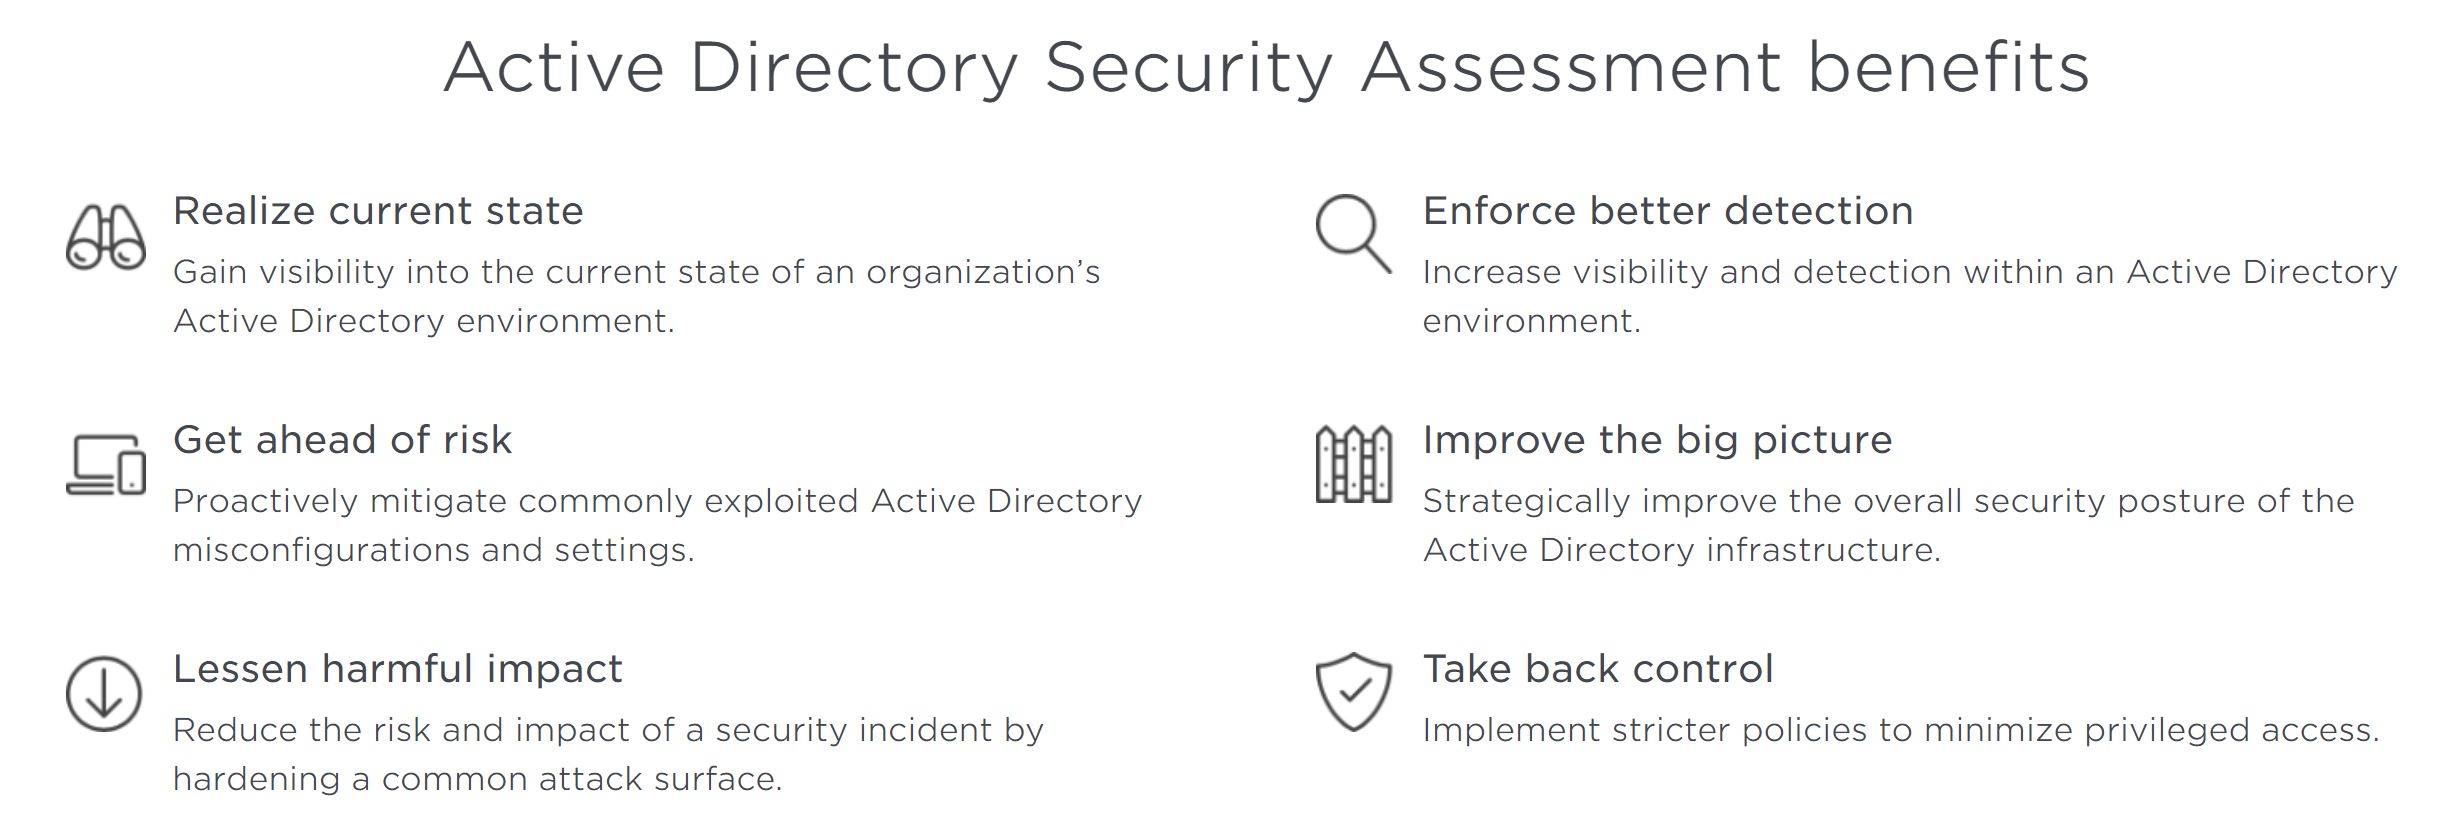 Active Directory Security Assessment benefits
Realize current state
Gain visibility into the current state of an organization’s
Active Directory environment.
Get ahead of risk
Proactively mitigate commonly exploited Active Directory
misconfigurations and settings.
Lessen harmful impact
Reduce the risk and impact of a security incident by
hardening a common attack surface.
Enforce better detection
Increase visibility and detection within an Active Directory
environment.
Improve the big picture
Strategically improve the overall security posture of the
Active Directory infrastructure.
Take back control
Implement stricter policies to minimize privileged access.